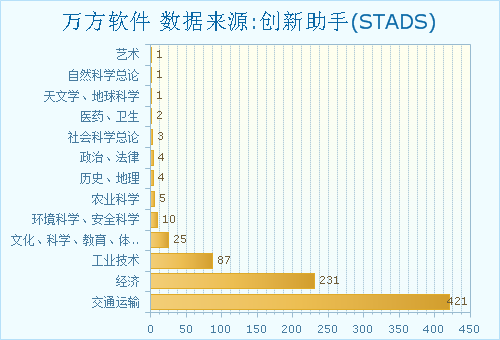 万方软件 数据来源:创新助手(STADS)
艺术 1
自然科学总论 1
天文学、地球科学 1
医药、卫生 2
社会科学总论 3
政治、法律 4
历史、地理 4
农业科学 5
环境科学、安全科学 10
文化、科学、教育、体.. 25
工业技术 87
经济 231
交通运输 421
0 50 100 150 200 250 300 350 400 450